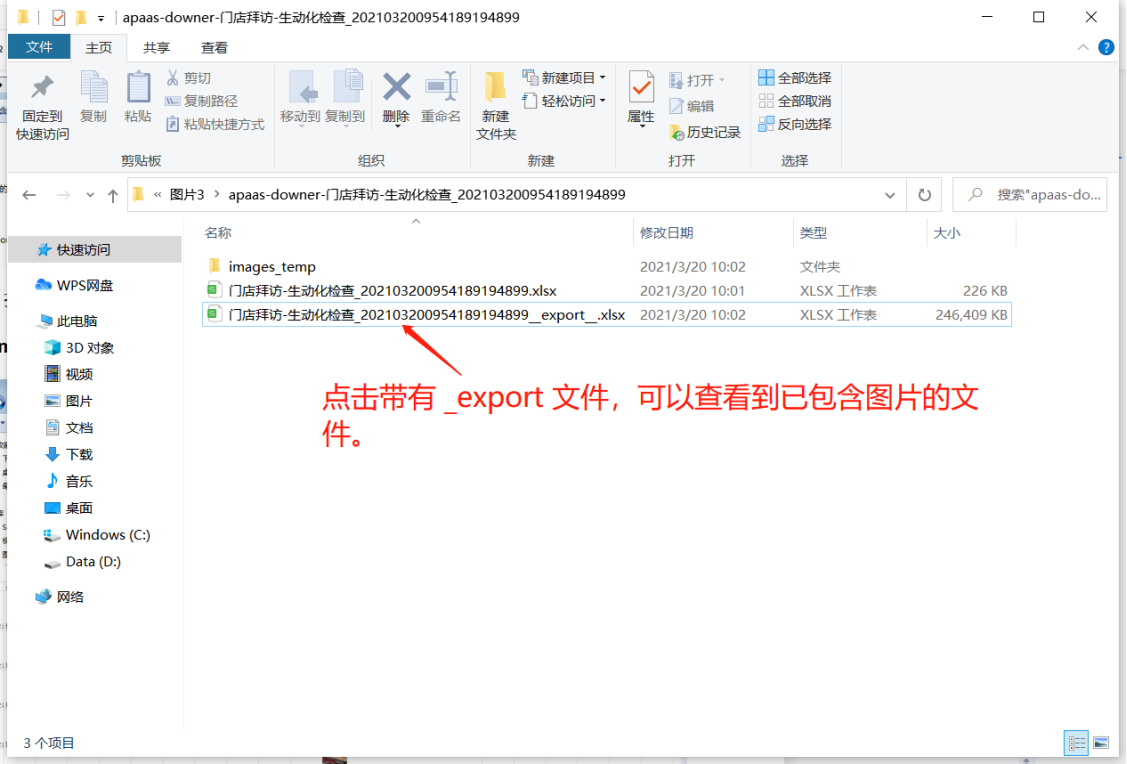 apaas-downer-门店拜访-生动化检查_202103200954189194899
文件 主页 共享 查看
固定到
快速访问
复制
粘贴
剪切
复制路径
粘贴快捷方式
剪贴板
移动到 复制到 删除 重命名
组织
新建
文件夹
新建项目
轻松访问
新建
属性
打开
编辑
历史记录
打开
全部选择
全部取消
反向选择
选择
« 图片3 > apaas-downer-门店拜访-生动化检查_202103200954189194899
搜索"apaas-do...
名称 修改日期 类型 大小
images_temp 2021/3/20 10:02 文件夹
门店拜访-生动化检查_202103200954189194899.xlsx 2021/3/20 10:01 XLSX 工作表 226 KB
门店拜访-生动化检查_202103200954189194899__export__.xlsx 2021/3/20 10:02 XLSX 工作表 246,409 KB
点击带有 _export 文件，可以查看到已包含图片的文
件。
快速访问
WPS网盘
此电脑
3D 对象
视频
图片
文档
下载
音乐
桌面
Windows (C:)
Data (D:)
网络
3 个项目